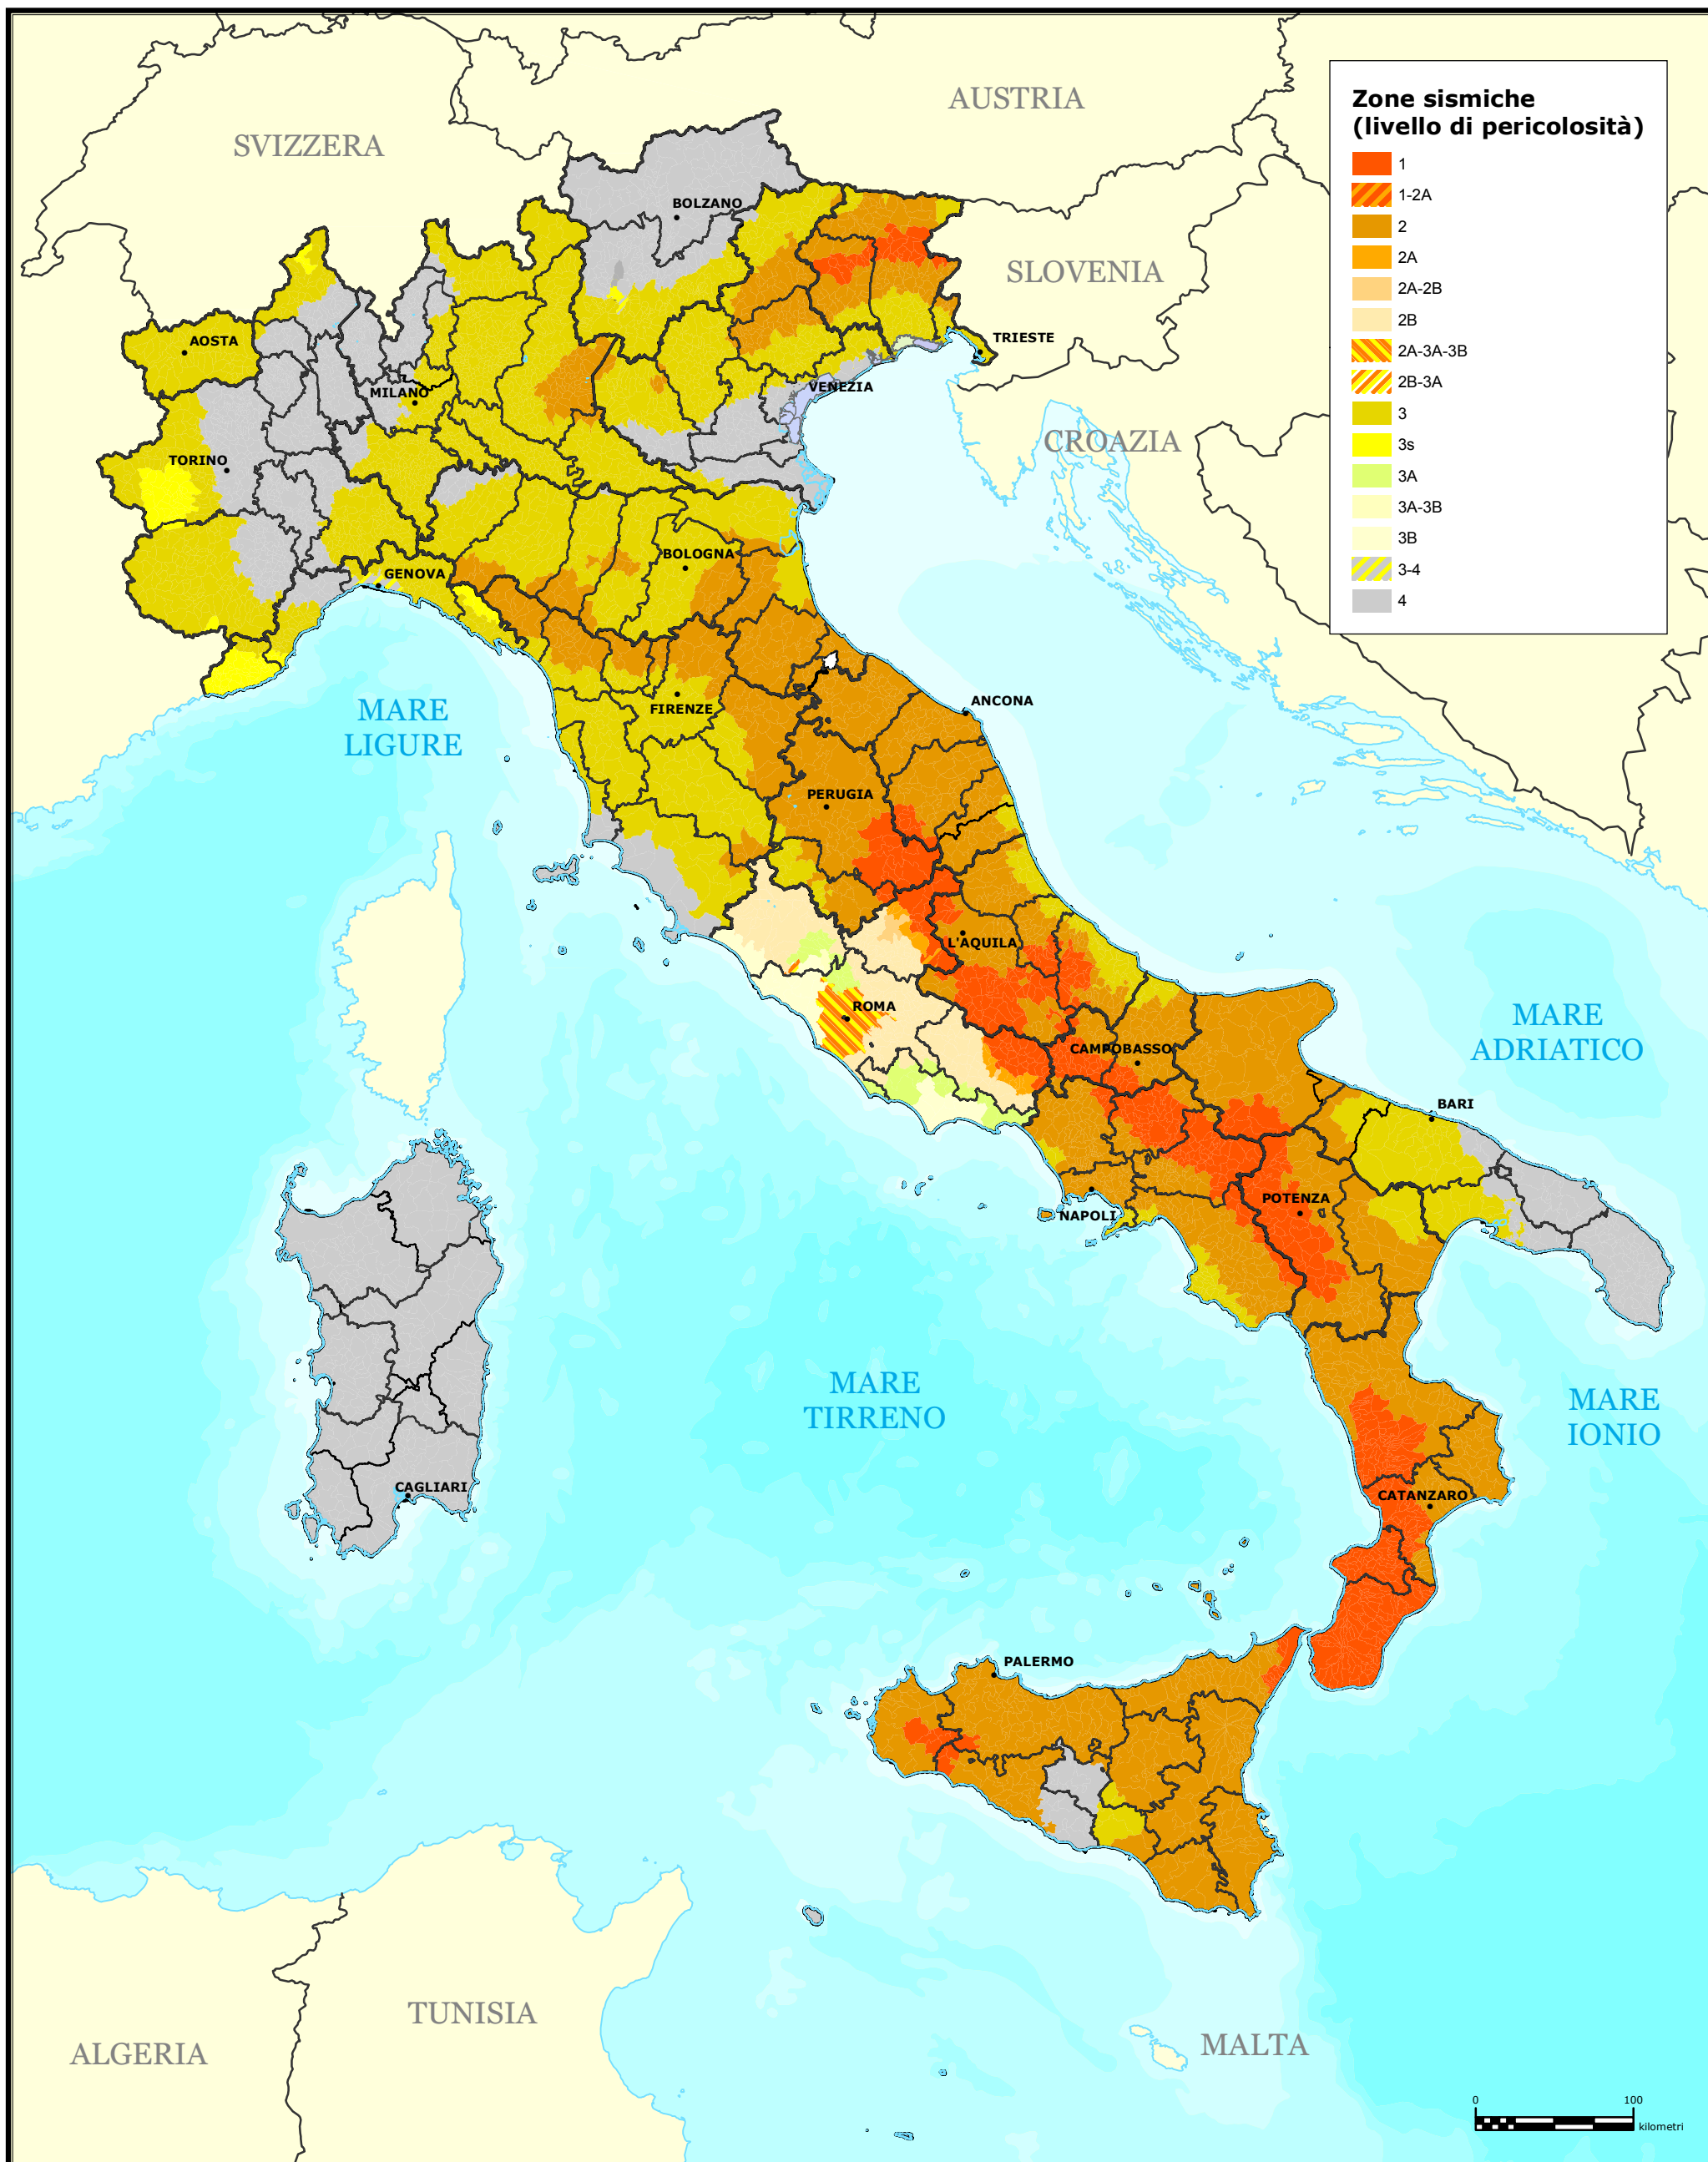 AUSTRIA
SVIZZERA
Zone sismiche
(livello di pericolosità)
1
1-2A
2
2A
2A-2B
2B
2A-3A-3B
2B-3A
3
3s
3A
3A-3B
3B
3-4
4
BOLZANO
SLOVENIA
AOSTA
TRIESTE
MILANO
VENEZIA
CROAZIA
TORINO
BOLOGNA
GENOVA
ANCONA
FIRENZE
MARE
LIGURE
PERUGIA
L'AQUILA
ROMA
MARE
ADRIATICO
CAMPOBASSO
BARI
POTENZA
NAPOLI
MARE
TIRRENO
MARE
IONIO
CAGLIARI
CATANZARO
PALERMO
TUNISIA
ALGERIA
MALTA
0 100
kilometri